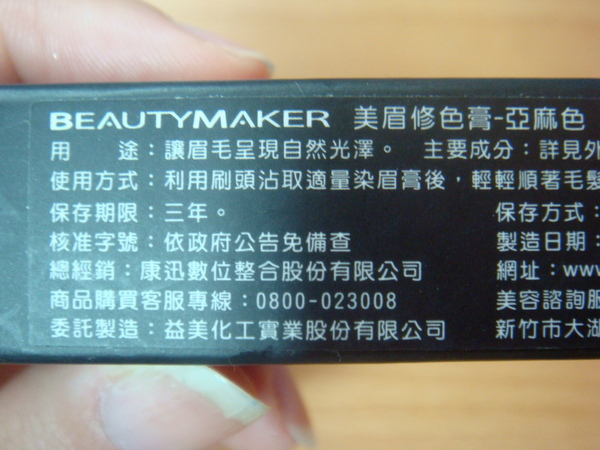 BEAUTYMAKER 美眉修色膏-亞麻色
用 途：讓眉毛呈現自然光澤。 主要成分：詳見外
使用方式：利用刷頭沾取適量染眉膏後，輕輕順著毛髮
保存期限：三年。 保存方式：
核准字號：依政府公告免備查 製造日期：
總經銷：康迅數位整合股份有限公司 網址：www
商品購買客服專線：0800-023008 美容諮詢服
委託製造：益美化工實業股份有限公司 新竹市大湖